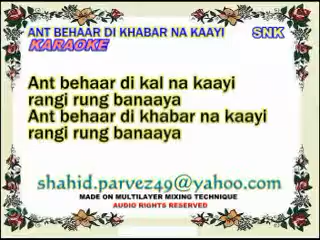 ANT BEHAAR DI KHABAR NA KAAYI SNK
KARAOKE
Ant behaar di kal na kaayi
rangi rung banaaya
Ant behaar di khabar na kaayi
rangi rung banaaya
shahid.parvez49@yahoo.com
MADE ON MULTILAYER MIXING TECHNIQUE
AUDIO RIGHTS RESERVED